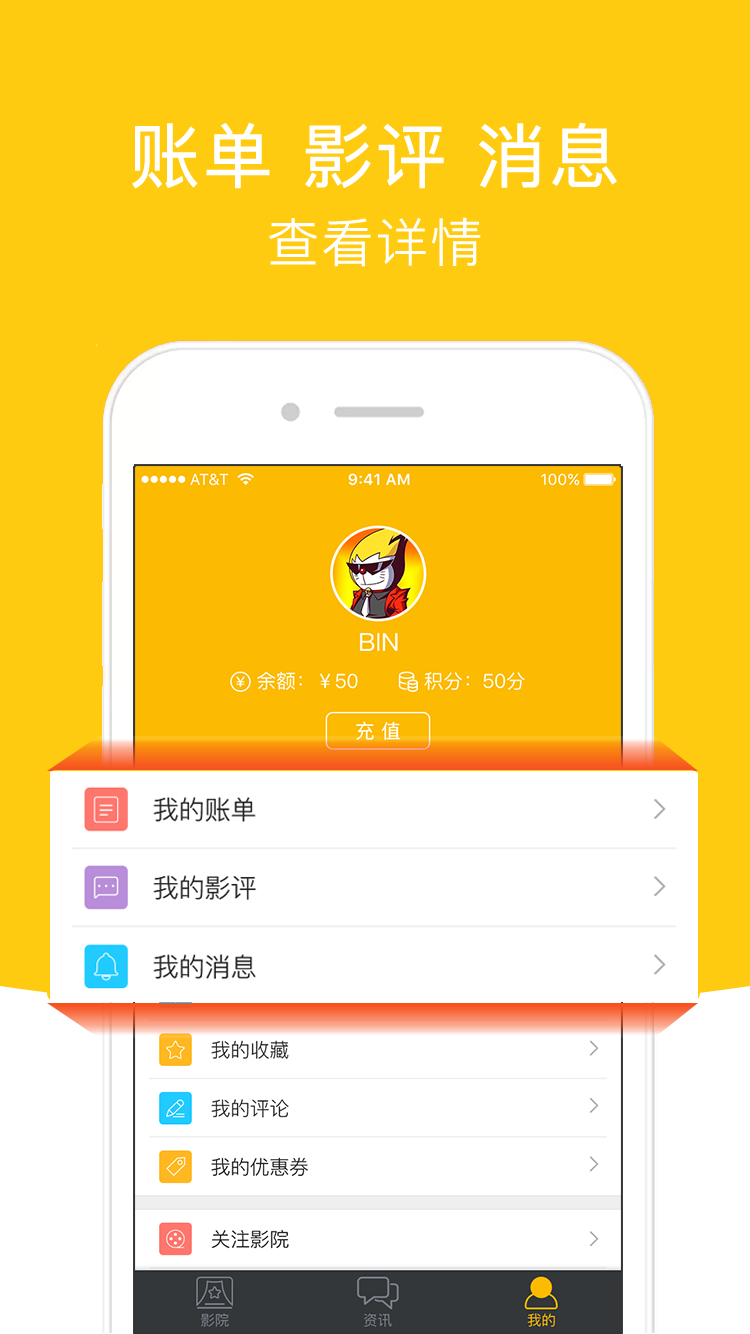 账单 影评 消息
查看详情
AT&T 9:41 AM 100%
BIN
余额：￥50 积分：50分
充值
我的账单
我的影评
我的消息
我的收藏
我的评论
我的优惠券
关注影院
影院 资讯 我的